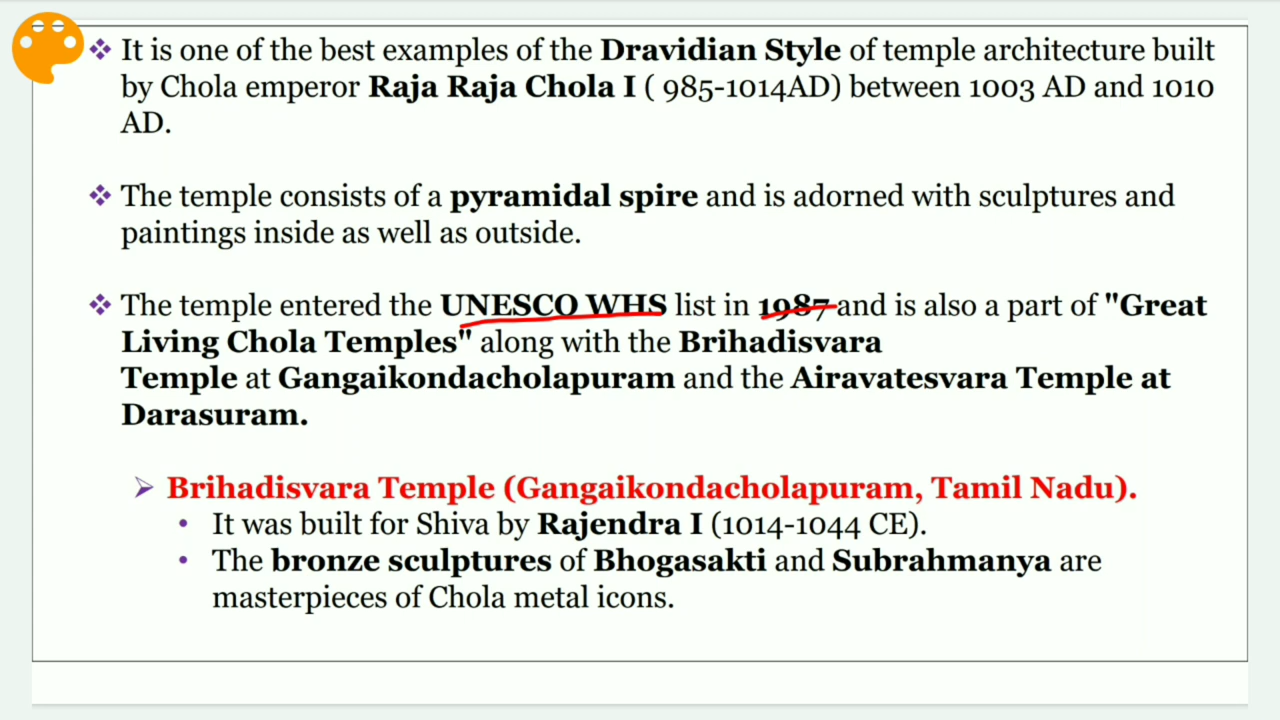 It is one of the best examples of the Dravidian Style of temple architecture built
by Chola emperor Raja Raja Chola I ( 985-1014AD) between 1003 AD and 1010
AD.
The temple consists of a pyramidal spire and is adorned with sculptures and
paintings inside as well as outside.
The temple entered the UNESCO WHS list in 1987 and is also a part of "Great
Living Chola Temples" along with the Brihadisvara
Temple at Gangaikondacholapuram and the Airavatesvara Temple at
Darasuram.
Brihadisvara Temple (Gangaikondacholapuram, Tamil Nadu).
It was built for Shiva by Rajendra I (1014-1044 CE).
The bronze sculptures of Bhogasakti and Subrahmanya are
masterpieces of Chola metal icons.